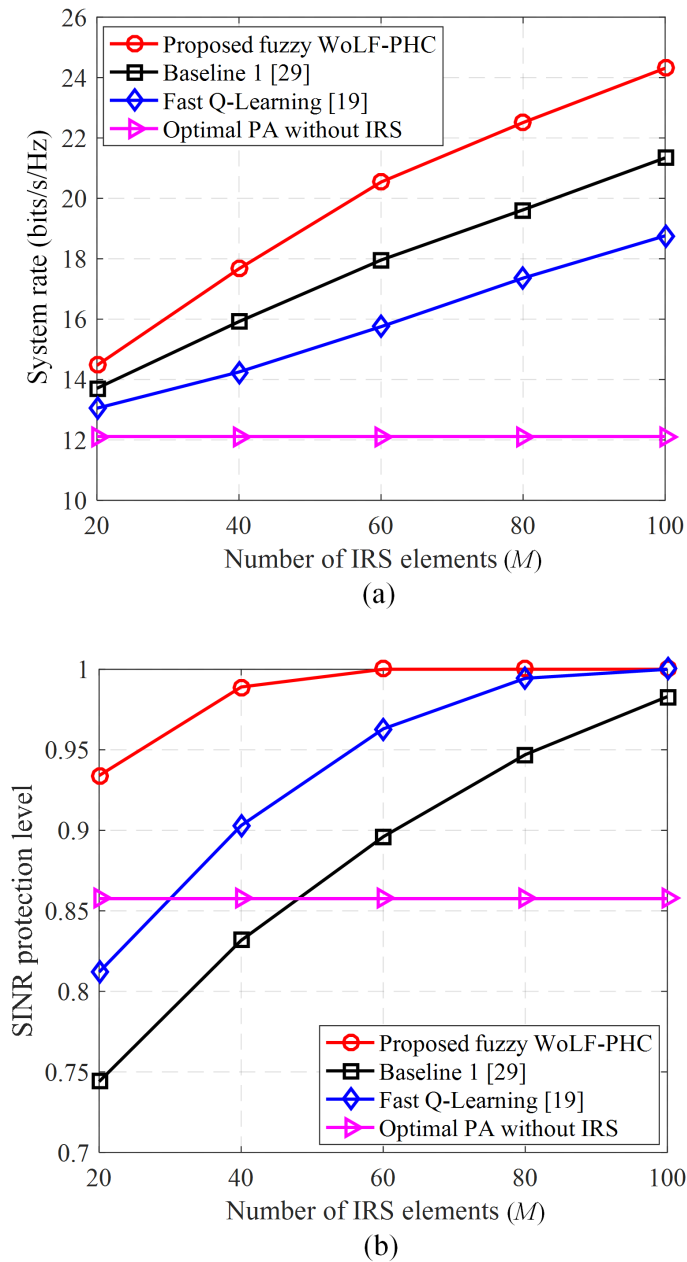 26
24
22
20
18
16
14
12
10
System rate (bits/s/Hz)
Proposed fuzzy WoLF-PHC
Baseline 1 [29]
Fast Q-Learning [19]
Optimal PA without IRS
20 40 60 80 100
Number of IRS elements (M)
(a)
1
0.95
0.9
0.85
0.8
0.75
0.7
SINR protection level
Proposed fuzzy WoLF-PHC
Baseline 1 [29]
Fast Q-Learning [19]
Optimal PA without IRS
20 40 60 80 100
Number of IRS elements (M)
(b)